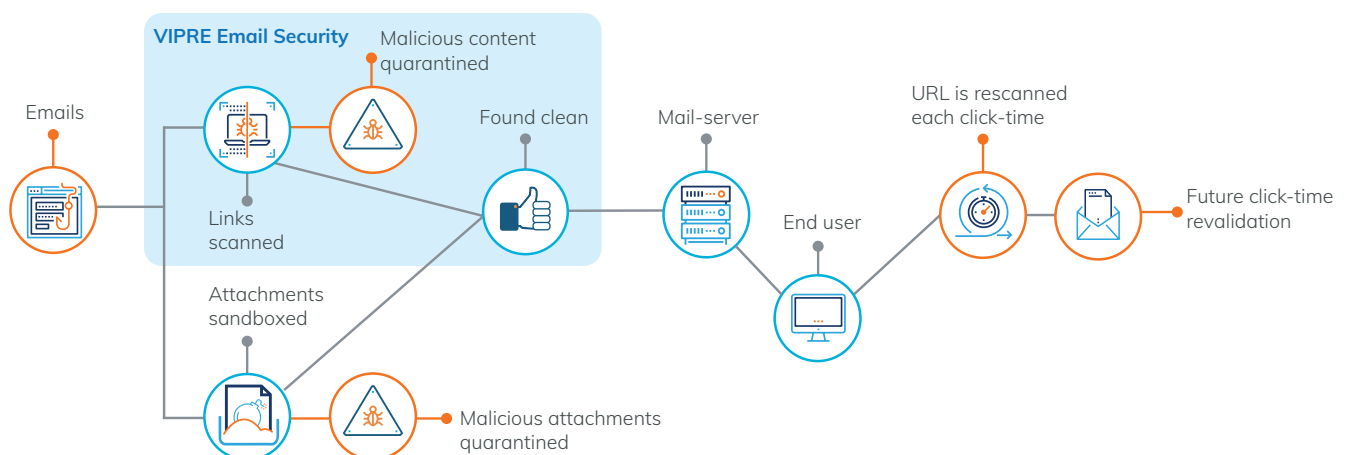 VIPRE Email Security
Malicious content
quarantined
Emails
Links
scanned
Found clean
Attachments
sandboxed
Malicious attachments
quarantined
Mail-server
End user
URL is rescanned
each click-time
Future click-time
revalidation